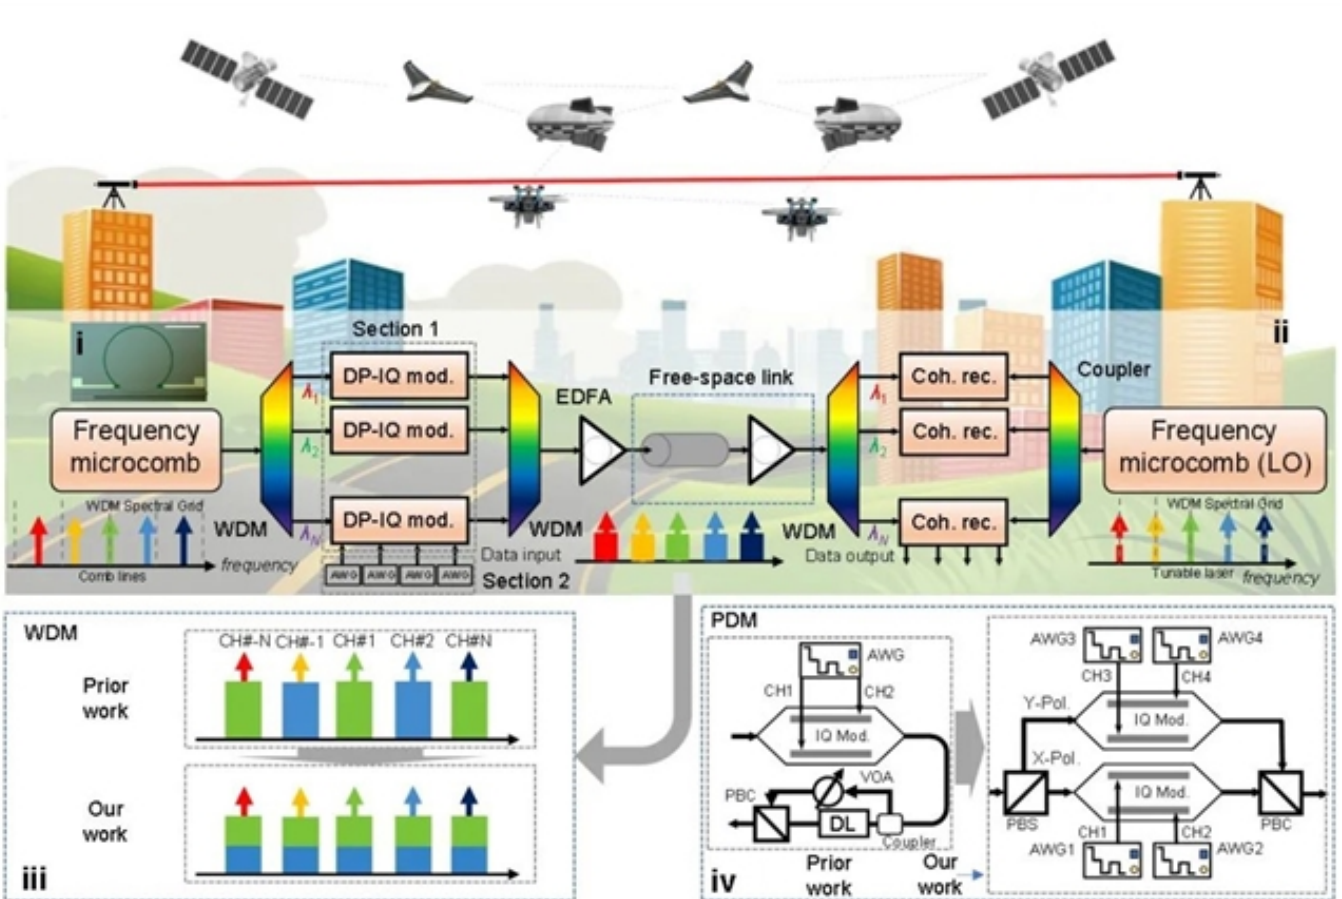 i
Section 1
ii
DP-IQ mod.
DP-IQ mod.
DP-IQ mod.
λ1
λ2
λN
EDFA
Free-space link
Coh. rec.
Coh. rec.
Coh. rec.
λ1
λ2
λN
Coupler
Frequency
microcomb
Frequency
microcomb (LO)
WDM Spectral Grid
WDM
frequency
Comb lines
AWG AWG AWG AWG
Data input
Section 2
WDM
WDM
Data output
WDM Spectral Grid
Tunable laser
frequency
WDM
CH#-N CH#-1 CH#1 CH#2 CH#N
Prior
work
Our
work
iii
PDM
AWG
CH1
CH2
IQ Mod.
VOA
PBC
DL
Coupler
iv
Prior
work
Our
work
AWG3
AWG4
CH3
CH4
Y-Pol.
IQ Mod.
X-Pol.
IQ Mod.
PBS
PBC
CH1
CH2
AWG1
AWG2